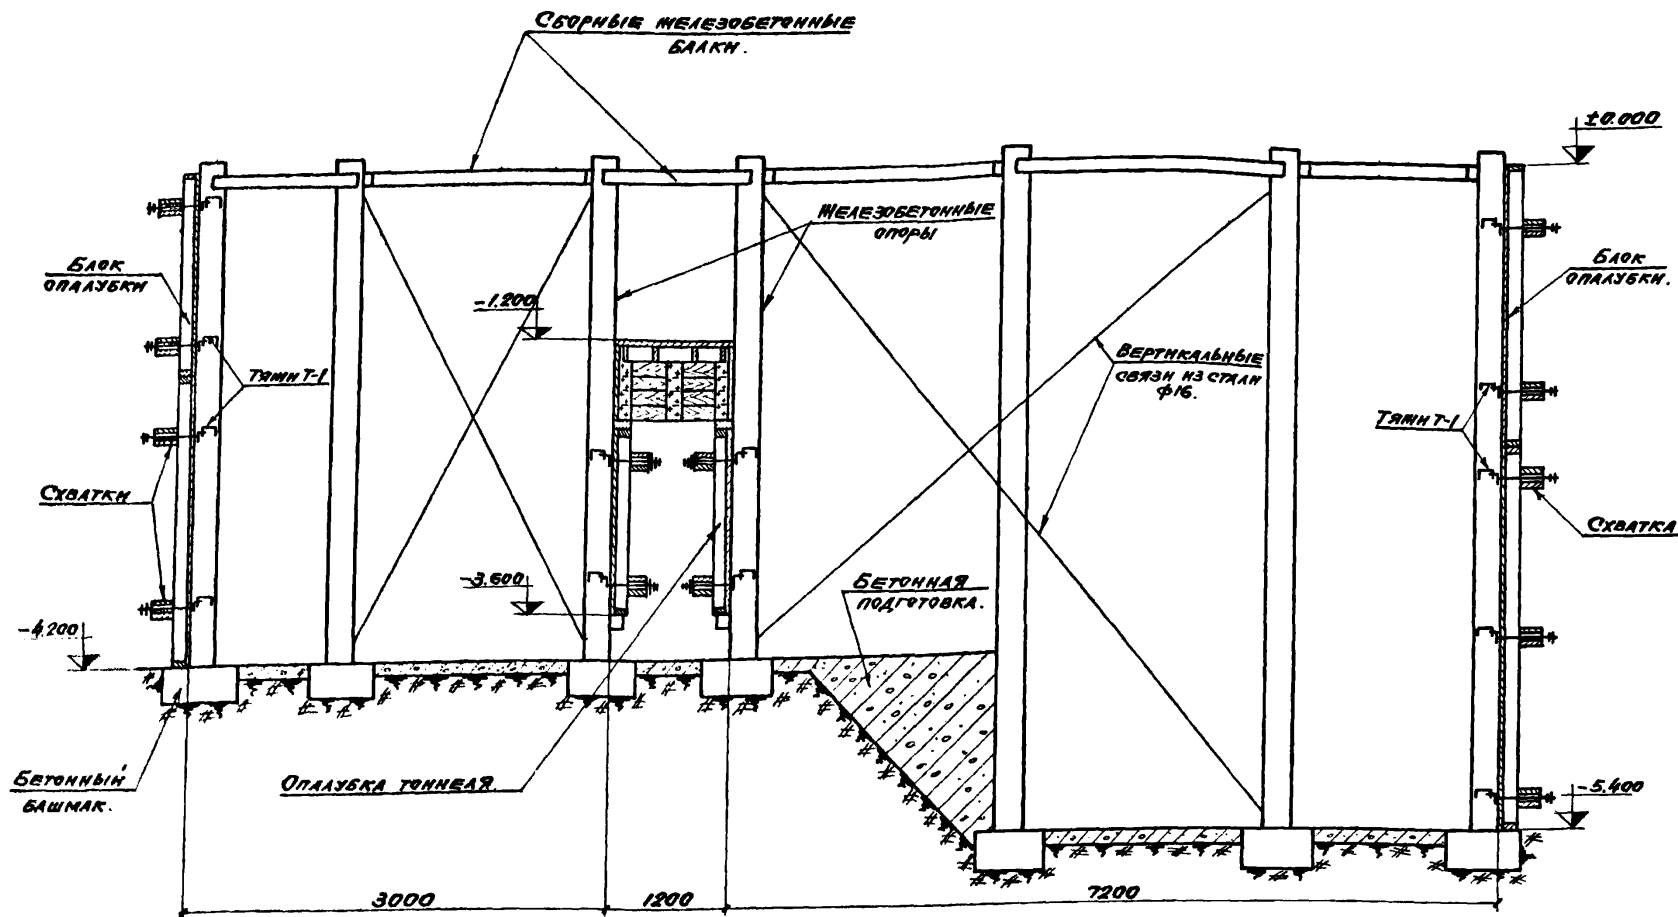 СБОРНЫЕ ЖЕЛЕЗОБЕТОННЫЕ
БАЛКИ.
±0.000
ЖЕЛЕЗОБЕТОННЫЕ
ОПОРЫ
БЛОК
ОПАЛУБКИ
БЛОК
ОПАЛУБКИ.
-1.200
ВЕРТИКАЛЬНЫЕ
СВЯЗИ ИЗ СТАЛИ
Ф16.
ТЯЖИ Т-1
ТЯЖИ Т-1
СХВАТКИ
СХВАТКА
-3.600
БЕТОННАЯ
ПОДГОТОВКА.
-4.200
БЕТОННЫЙ
БАШМАК.
ОПАЛУБКА ТОННЕЛЯ.
-5.400
3000
1200
7200